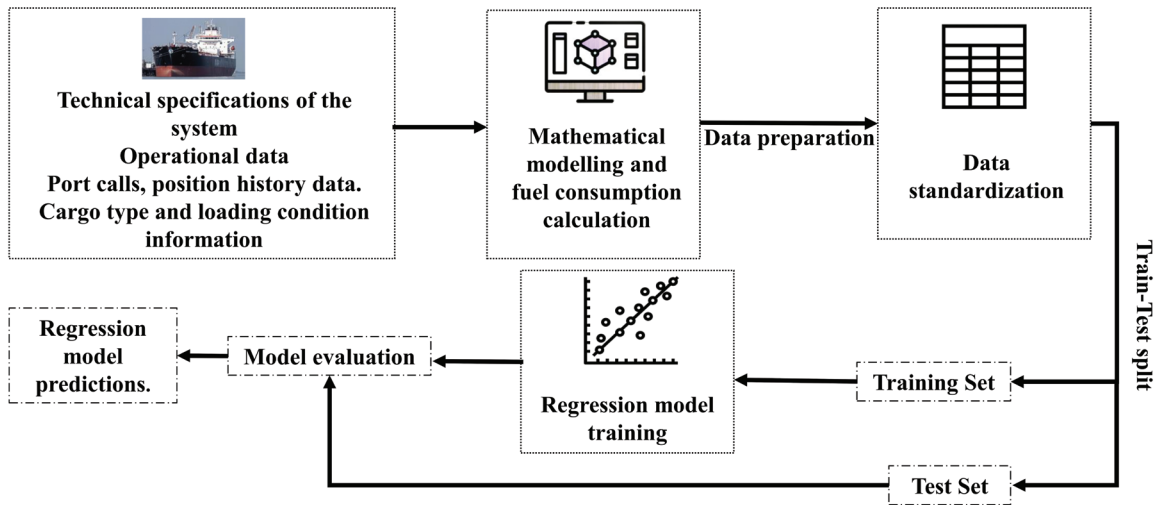 Technical specifications of the
system
Operational data
Port calls, position history data.
Cargo type and loading condition
information
Mathematical
modelling and
fuel consumption
calculation
Data preparation
Data
standardization
Train-Test split
Training Set
Test Set
Regression model
training
Model evaluation
Regression
model
predictions.